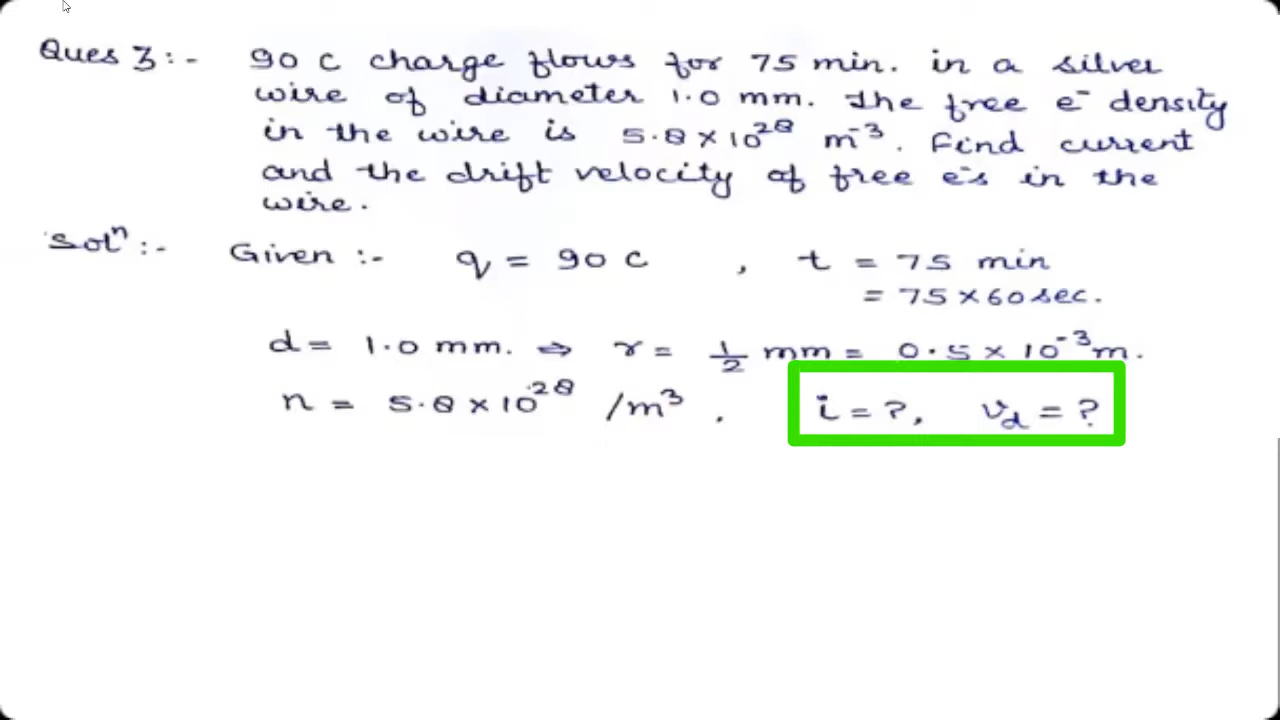 Ques 3:- 90 C charge flows for 75 min. in a silver
wire of diameter 1.0 mm. The free e⁻ density
in the wire is 5.8 × 10²⁸ m⁻³. Find current
and the drift velocity of free e⁻s in the
wire.
Solⁿ:- Given :- q = 90 C , t = 75 min
= 75 × 60 sec.
d = 1.0 mm. ⇒ r = 1/2 mm = 0.5 × 10⁻³ m.
n = 5.8 × 10²⁸ /m³ , i = ?, v_d = ?